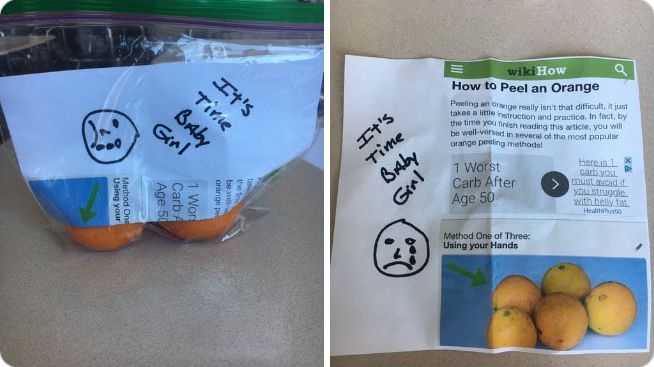 It's
Time
BABy
Girl
Method One
Using your
1 Wor
Carb A
Age 50
It's
Time
BABy
Girl
wikiHow
How to Peel an Orange
Peeling an orange really isn't that difficult, it just
takes a little instruction and practice. In fact, by
the time you finish reading this article, you will
be well-versed in several of the most popular
orange peeling methods!
1 Worst
Carb After
Age 50
Here is 1
carb you
must avoid if
you struggle
with belly fat.
HealthPlus50
Method One of Three:
Using your Hands